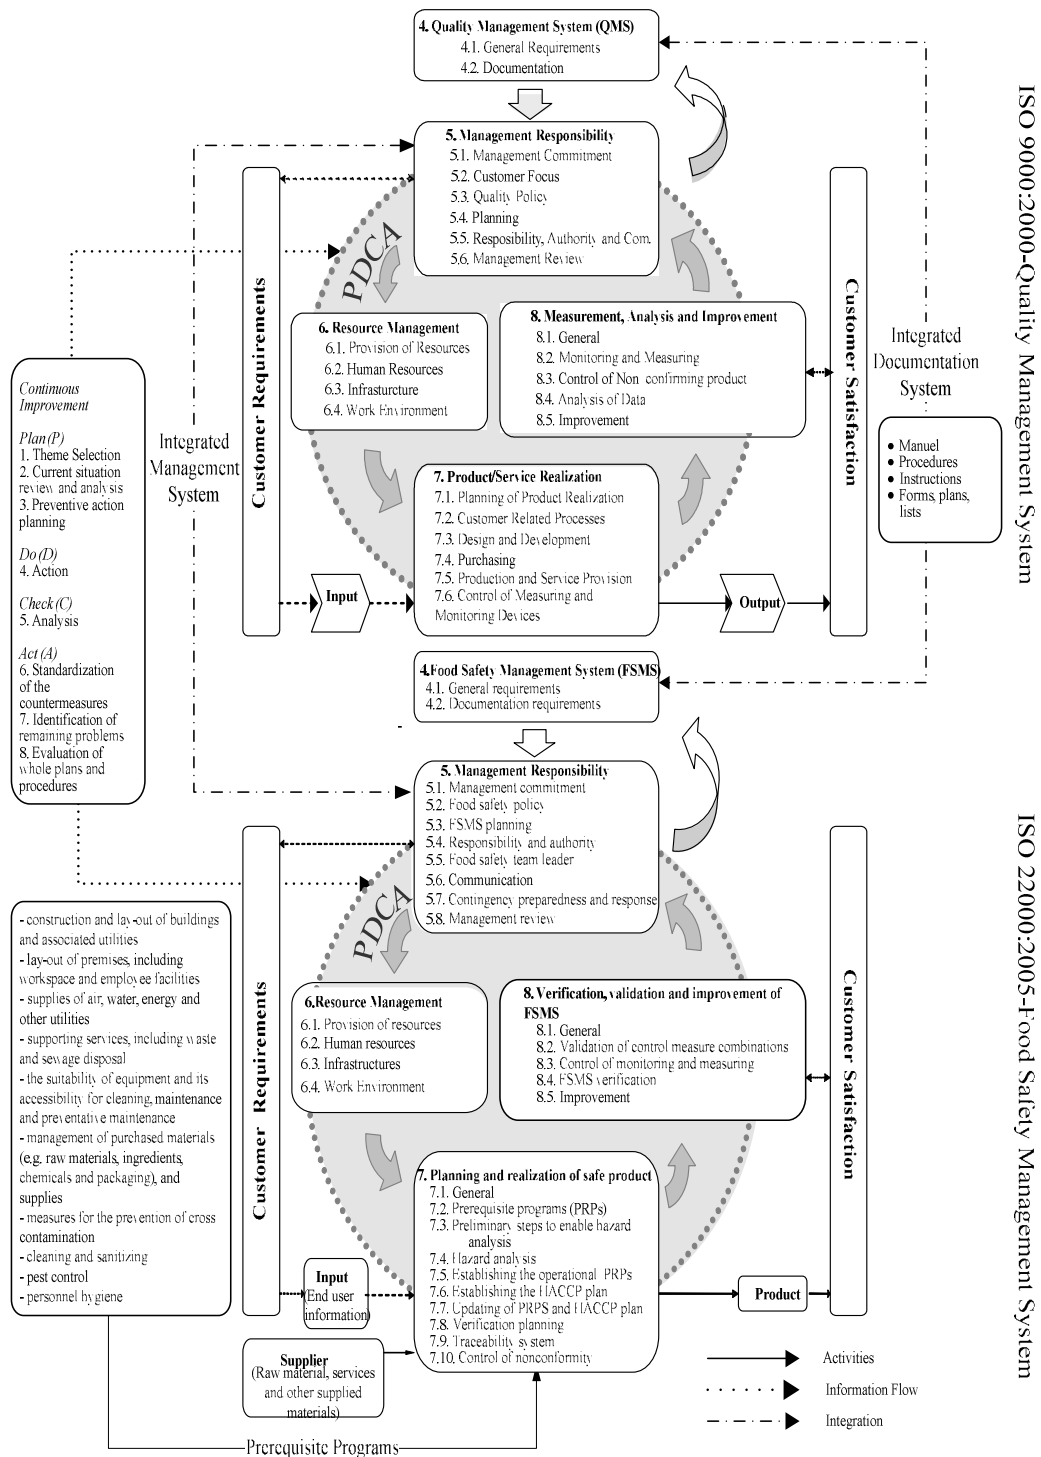 4. Quality Management System (QMS)
4.1. General Requirements
4.2. Documentation
5. Management Responsibility
5.1. Management Commitment
5.2. Customer Focus
5.3. Quality Policy
5.4. Planning
5.5. Resposibility, Authority and Com.
5.6. Management Review
PDCA
6. Resource Management
6.1. Provision of Resources
6.2. Human Resources
6.3. Infrasturcture
6.4. Work Environment
8. Measurement, Analysis and Improvement
8.1. General
8.2. Monitoring and Measuring
8.3. Control of Non confirming product
8.4. Analysis of Data
8.5. Improvement
7. Product/Service Realization
7.1. Planning of Product Realization
7.2. Customer Related Processes
7.3. Design and Development
7.4. Purchasing
7.5. Production and Service Provision
7.6. Control of Measuring and
Monitoring Devices
Customer Requirements
Input
Output
Customer Satisfaction
ISO 9000:2000-Quality Management System
Integrated
Documentation
System
• Manuel
• Procedures
• Instructions
• Forms, plans,
lists
Integrated
Management
System
Continuous
Improvement
Plan (P)
1. Theme Selection
2. Current situation
review and analysis
3. Preventive action
planning
Do (D)
4. Action
Check (C)
5. Analysis
Act (A)
6. Standardization
of the
countermeasures
7. Identification of
remaining problems
8. Evaluation of
whole plans and
procedures
4.Food Safety Management System (FSMS)
4.1. General requirements
4.2. Documentation requirements
5. Management Responsibility
5.1. Management commitment
5.2. Food safety policy
5.3. FSMS planning
5.4. Responsibility and authority
5.5. Food safety team leader
5.6. Communication
5.7. Contingency preparedness and response
5.8. Management review
PDCA
6.Resource Management
6.1. Provision of resources
6.2. Human resources
6.3. Infrastructures
6.4. Work Environment
8. Verification, validation and improvement of
FSMS
8.1. General
8.2. Validation of control measure combinations
8.3. Control of monitoring and measuring
8.4. FSMS verification
8.5. Improvement
7. Planning and realization of safe product
7.1. General
7.2. Prerequisite programs (PRPs)
7.3. Preliminary steps to enable hazard
analysis
7.4. Hazard analysis
7.5. Establishing the operational PRPs
7.6. Establishing the HACCP plan
7.7. Updating of PRPS and HACCP plan
7.8. Verification planning
7.9. Traceability system
7.10. Control of nonconformity
Customer Requirements
Input
(End user
information)
Supplier
(Raw material, services
and other supplied
materials)
Product
Customer Satisfaction
ISO 22000:2005-Food Safety Management System
- construction and lay-out of buildings
and associated utilities
- lay-out of premises, including
workspace and employee facilities
- supplies of air, water, energy and
other utilities
- supporting services, including waste
and sewage disposal
- the suitability of equipment and its
accessibility for cleaning, maintenance
and preventative maintenance
- management of purchased materials
(e.g. raw materials, ingredients,
chemicals and packaging), and
supplies
- measures for the prevention of cross
contamination
- cleaning and sanitizing
- pest control
- personnel hygiene
Prerequisite Programs
Activities
Information Flow
Integration